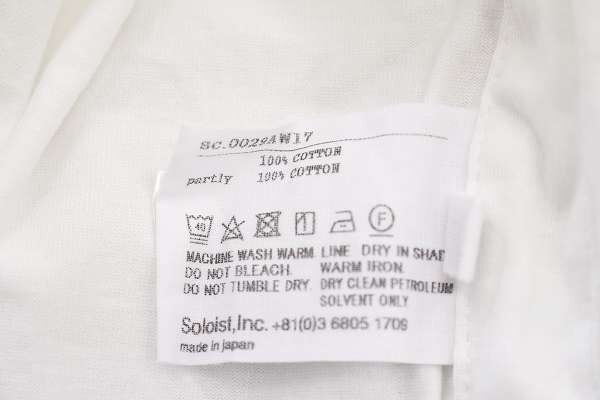 sc.0029AW17
100% COTTON
partly 100% COTTON
40 F
MACHINE WASH WARM. LINE DRY IN SHAD
DO NOT BLEACH. WARM IRON.
DO NOT TUMBLE DRY. DRY CLEAN PETROLEUM
SOLVENT ONLY
Soloist,Inc. +81(0)3 6805 1709
made in japan